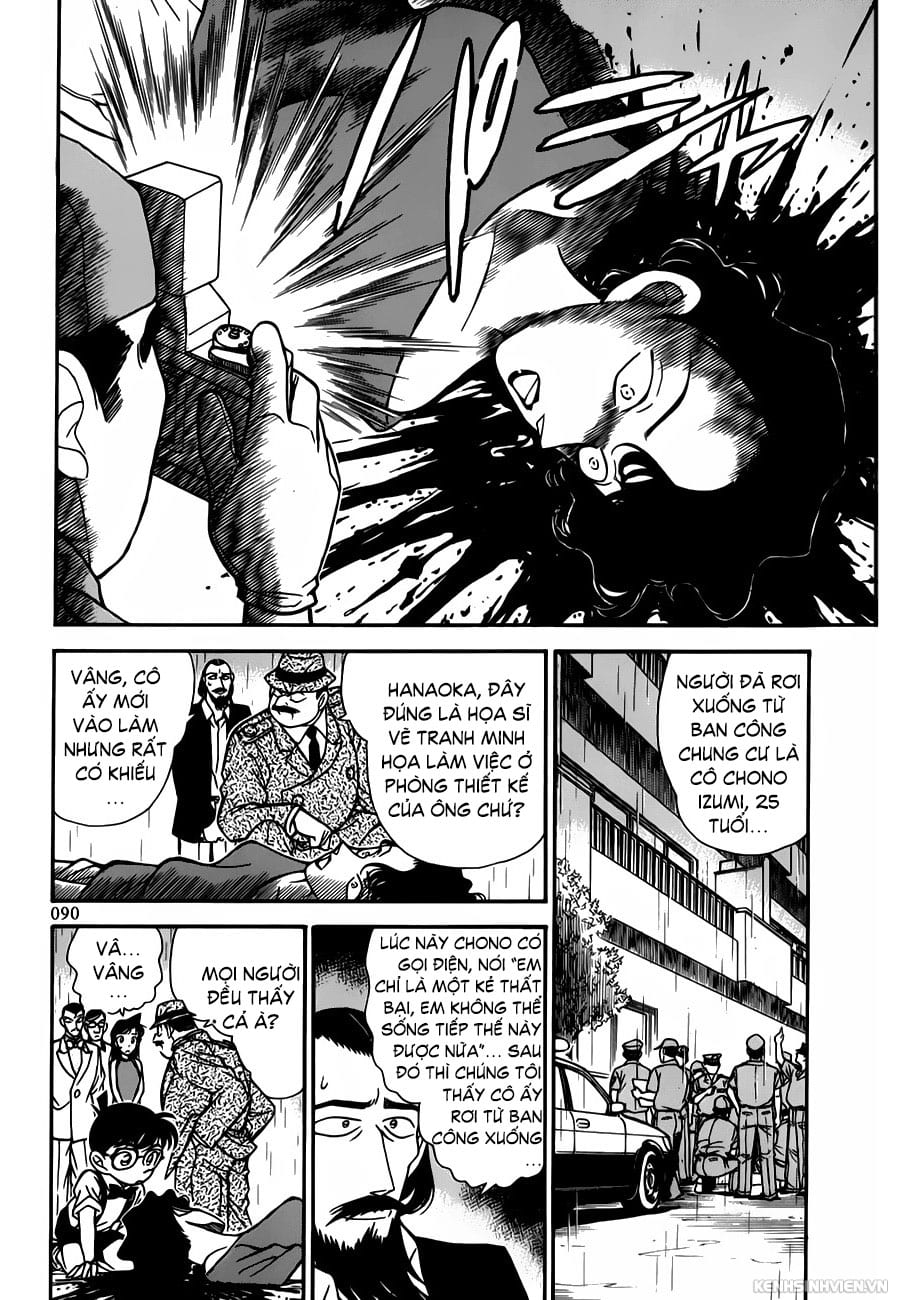 パシャ
NGƯỜI ĐÃ RƠI
XUỐNG TỪ
BAN CÔNG
CHUNG CƯ LÀ
CÔ CHONO
IZUMI, 25
TUỔI...
HANAOKA, ĐÂY
ĐÚNG LÀ HỌA SĨ
VẼ TRANH MINH
HỌA LÀM VIỆC Ở
PHÒNG THIẾT KẾ
CỦA ÔNG CHỨ?
VÂNG, CÔ
ẤY MỚI
VÀO LÀM
NHƯNG RẤT
CÓ KHIẾU
...
090
LÚC NÀY CHONO CÓ
GỌI ĐIỆN, NÓI "EM
CHỈ LÀ MỘT KẺ THẤT
BẠI, EM KHÔNG THỂ
SỐNG TIẾP THẾ NÀY
ĐƯỢC NỮA"... SAU
ĐÓ THÌ CHÚNG TÔI
THẤY CÔ ẤY
RƠI TỪ BAN
CÔNG XUỐNG
...
MỌI NGƯỜI
ĐỀU THẤY
CẢ À?
VÂ...
VÂNG
...
KENHSINHVIEN.VN